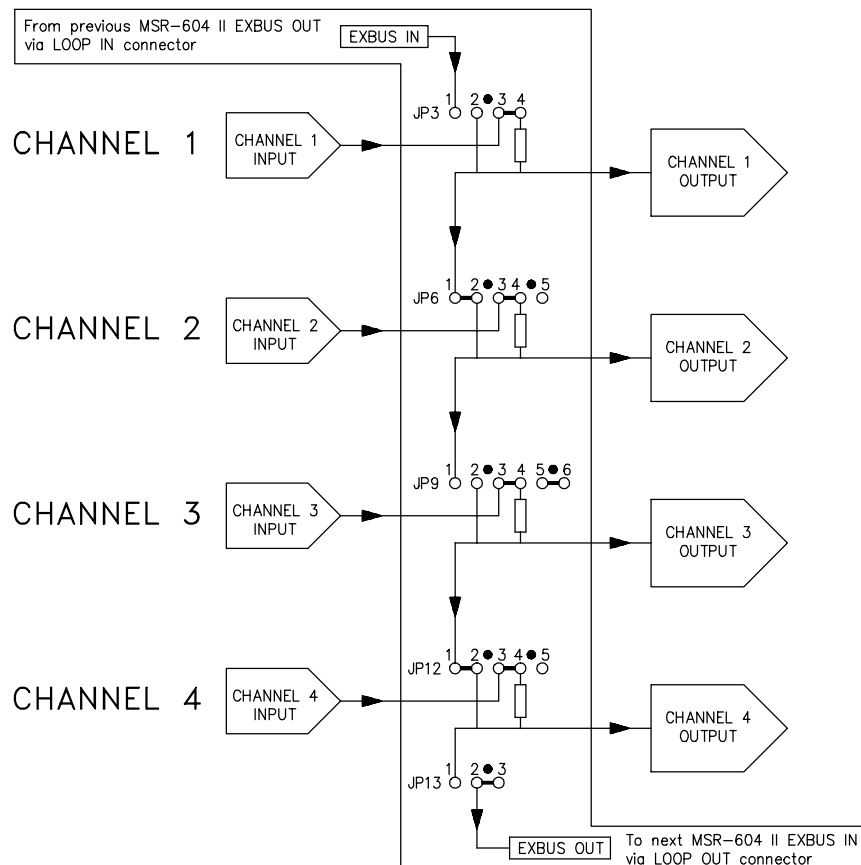 From previous MSR-604 II EXBUS OUT
via LOOP IN connector
EXBUS IN
1 2 3 4
JP3
CHANNEL 1
CHANNEL 1
INPUT
CHANNEL 1
OUTPUT
1 2 3 4 5
JP6
CHANNEL 2
CHANNEL 2
INPUT
CHANNEL 2
OUTPUT
1 2 3 4 5 6
JP9
CHANNEL 3
CHANNEL 3
INPUT
CHANNEL 3
OUTPUT
1 2 3 4 5
JP12
CHANNEL 4
CHANNEL 4
INPUT
CHANNEL 4
OUTPUT
1 2 3
JP13
EXBUS OUT
To next MSR-604 II EXBUS IN
via LOOP OUT connector